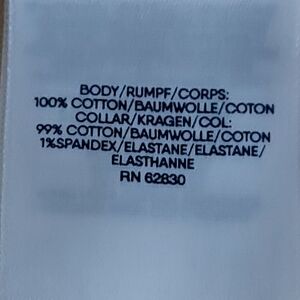 BODY/RUMPF/CORPS:
100% COTTON/BAUMWOLLE/COTON
COLLAR/KRAGEN/COL:
99% COTTON/BAUMWOLLE/COTON
1%SPANDEX/ELASTANE/ELASTANE/
ELASTHANNE
RN 62830